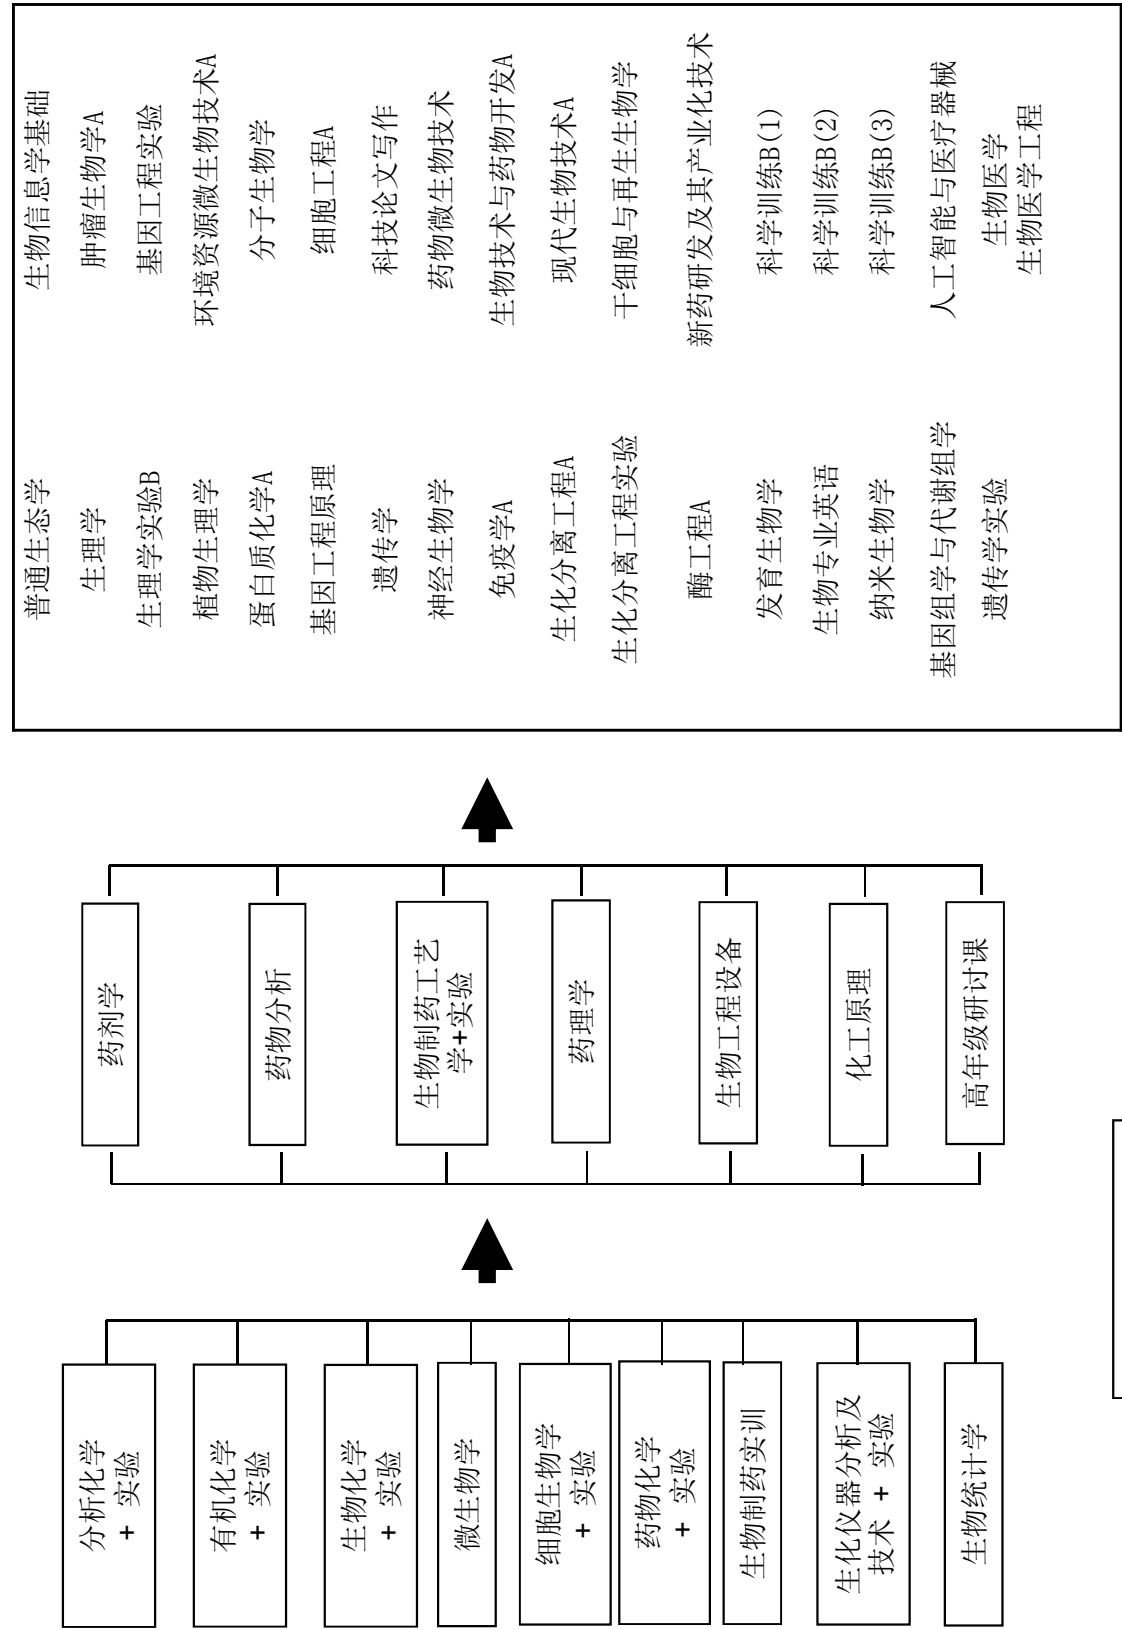 分析化学
+ 实验
有机化学
+ 实验
生物化学
+ 实验
微生物学
细胞生物学
+ 实验
药物化学
+ 实验
生物制药实训
生化仪器分析及
技术 + 实验
生物统计学
药剂学
药物分析
生物制药工艺
学+实验
药理学
生物工程设备
化工原理
高年级研讨课
普通生态学
生理学
生理学实验B
植物生理学
蛋白质化学A
基因工程原理
遗传学
神经生物学
免疫学A
生化分离工程A
生化分离工程实验
酶工程A
发育生物学
生物专业英语
纳米生物学
基因组学与代谢组学
遗传学实验
生物信息学基础
肿瘤生物学A
基因工程实验
环境资源微生物技术A
分子生物学
细胞工程A
科技论文写作
药物微生物技术
生物技术与药物开发A
现代生物技术A
干细胞与再生生物学
新药研发及其产业化技术
科学训练B(1)
科学训练B(2)
科学训练B(3)
人工智能与医疗器械
生物医学
生物医学工程